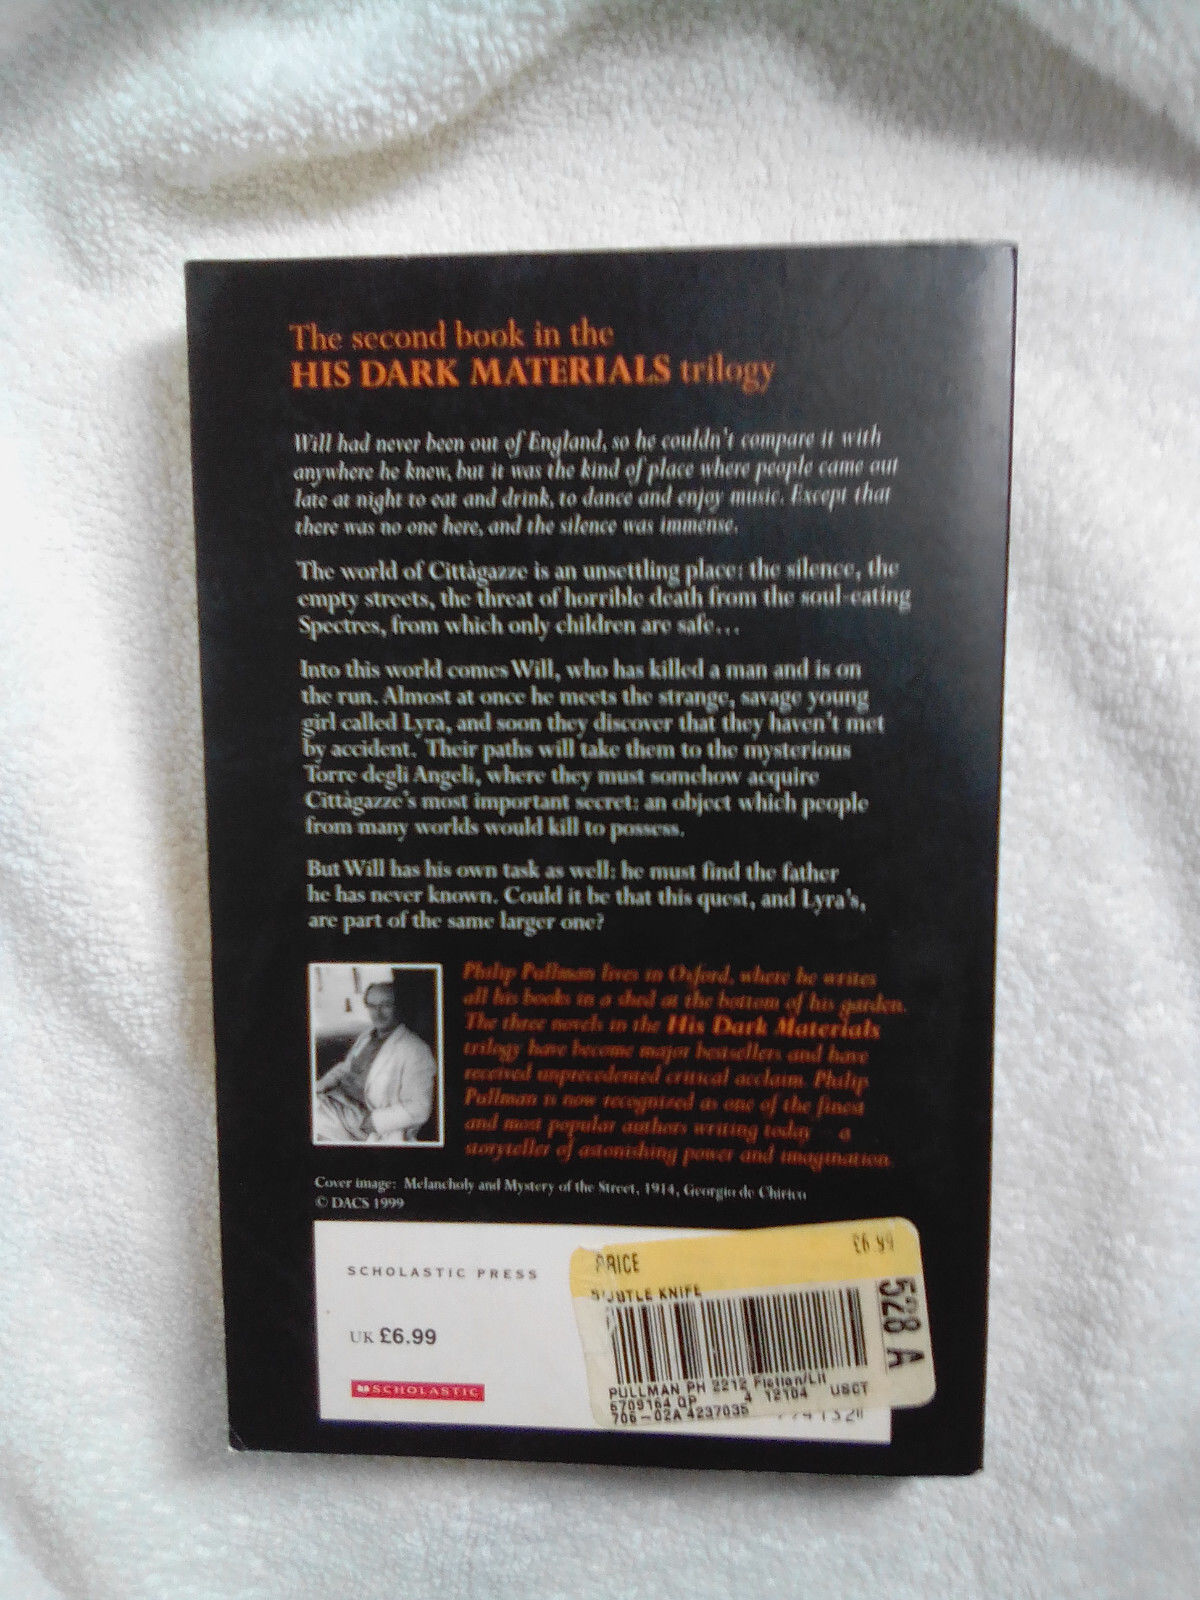 The second book in the
HIS DARK MATERIALS trilogy
Will had never been out of England, so he couldn't compare it with
anywhere he knew, but it was the kind of place where people came out
late at night to eat and drink, to dance and enjoy music. Except that
there was no one here, and the silence was immense.
The world of Cittàgazze is an unsettling place: the silence, the
empty streets, the threat of horrible death from the soul-eating
Spectres, from which only children are safe...
Into this world comes Will, who has killed a man and is on
the run. Almost at once he meets the strange, savage young
girl called Lyra, and soon they discover that they haven't met
by accident. Their paths will take them to the mysterious
Torre degli Angeli, where they must somehow acquire
Cittàgazze's most important secret: an object which people
from many worlds would kill to possess.
But Will has his own task as well: he must find the father
he has never known. Could it be that this quest, and Lyra's,
are part of the same larger one?
Philip Pullman lives in Oxford, where he writes
all his books in a shed at the bottom of his garden.
The three novels in the His Dark Materials
trilogy have become major bestsellers and have
received unprecedented critical acclaim. Philip
Pullman is now recognized as one of the finest
and most popular authors writing today – a
storyteller of astonishing power and imagination.
Cover image: Melancholy and Mystery of the Street, 1914, Georgio de Chirico
© DACS 1999
SCHOLASTIC PRESS
UK £6.99
SCHOLASTIC
PRICE £6.99
SUBTLE KNIFE
528 A
PULLMAN PH 2212 Fiction/Lit
6709164 QP 4 12104 USCT
706-02A 4237035